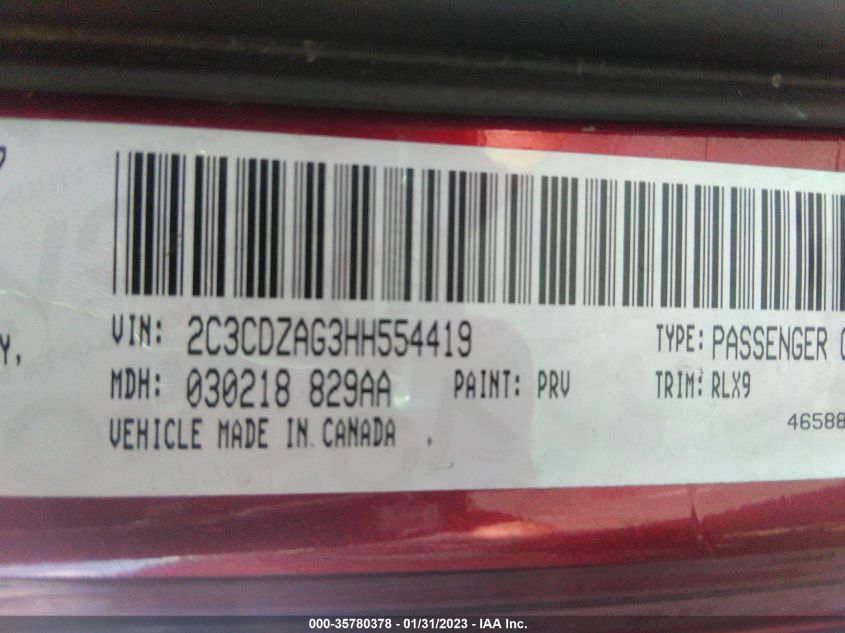 7
Y,
VIN: 2C3CDZAG3HH554419 TYPE: PASSENGER
MDH: 030218 829AA PAINT: PRV TRIM: RLX9
46588
VEHICLE MADE IN CANADA .
000-35780378 - 01/31/2023 - IAA Inc.